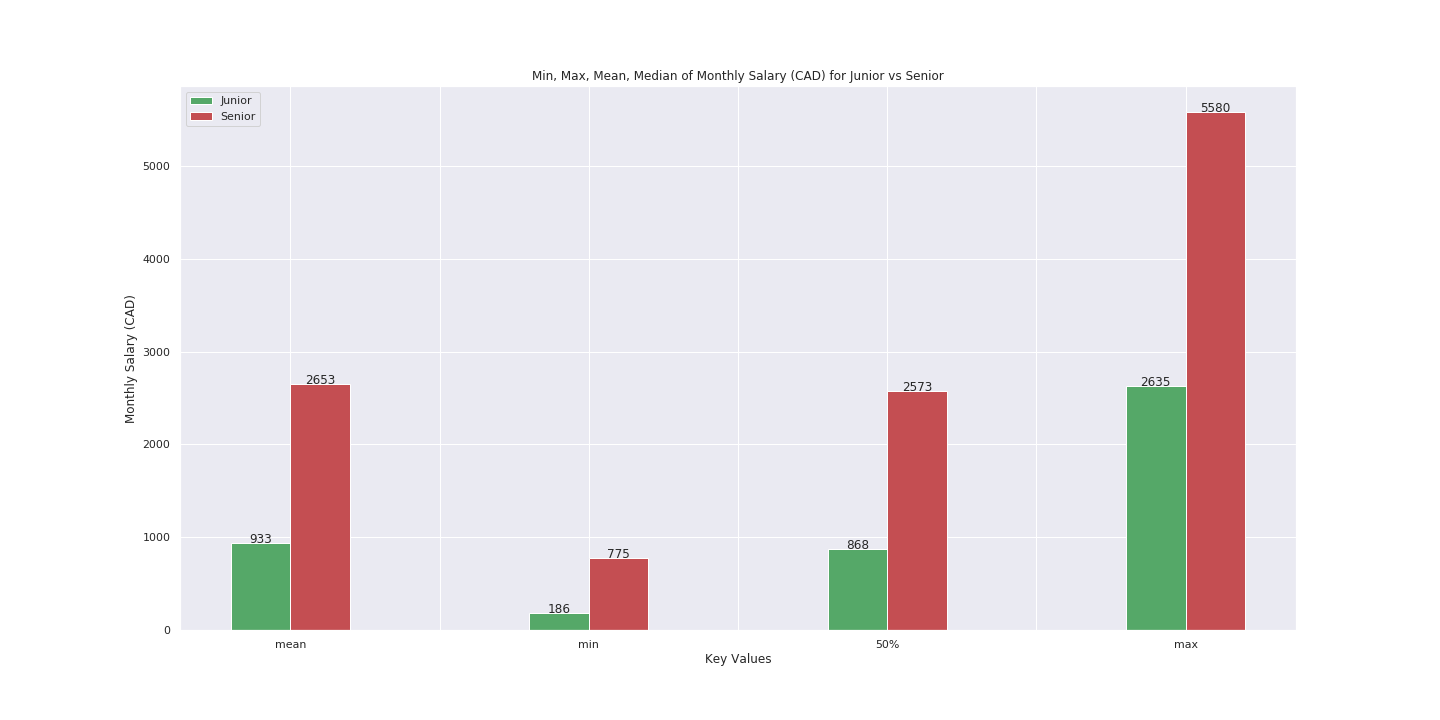 Min, Max, Mean, Median of Monthly Salary (CAD) for Junior vs Senior
Junior
Senior
5580
5000
4000
Monthly Salary (CAD)
3000
2653
2573
2635
2000
1000
933
775
868
186
0
mean
min
50%
max
Key Values